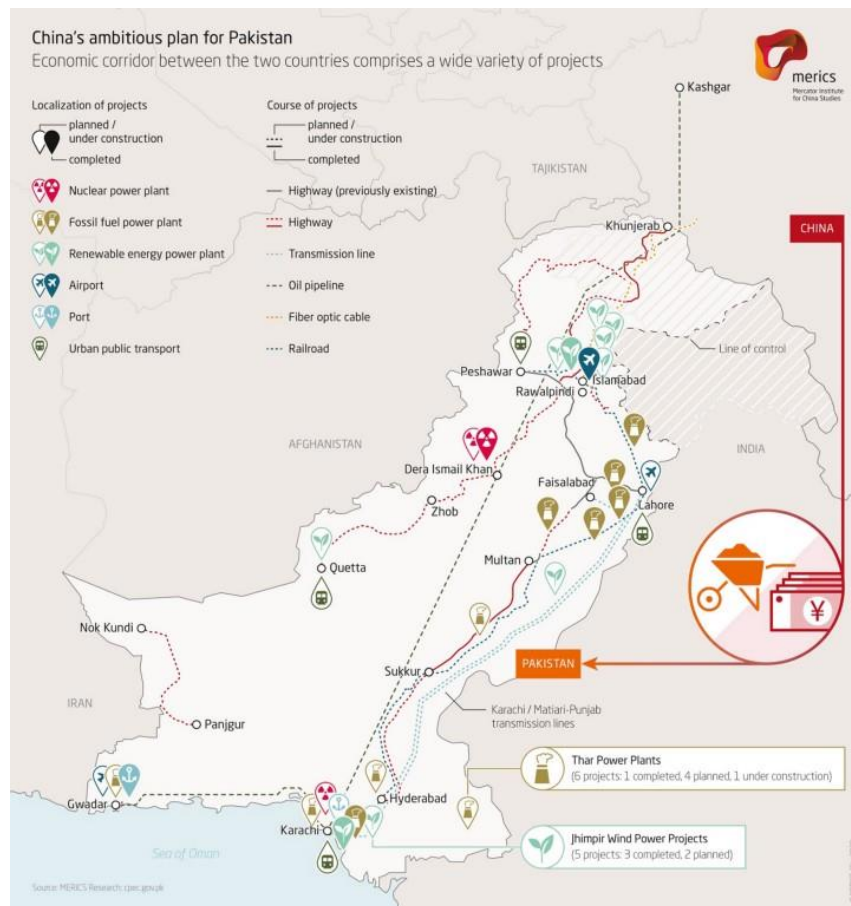 China's ambitious plan for Pakistan
Economic corridor between the two countries comprises a wide variety of projects
merics
Mercator Institute
for China Studies
Localization of projects
planned /
under construction
completed
Nuclear power plant
Fossil fuel power plant
Renewable energy power plant
Airport
Port
Urban public transport
Course of projects
planned /
under construction
completed
Highway (previously existing)
Highway
Transmission line
Oil pipeline
Fiber optic cable
Railroad
Kashgar
TAJIKISTAN
Khunjerab
CHINA
Line of control
Peshawar
Islamabad
Rawalpindi
AFGHANISTAN
INDIA
Dera Ismail Khan
Faisalabad
Lahore
Zhob
Quetta
Multan
¥
Nok Kundi
PAKISTAN
Sukkur
IRAN
Panjgur
Karachi / Matiari-Punjab
transmission lines
Thar Power Plants
(6 projects: 1 completed, 4 planned, 1 under construction)
Gwadar
Hyderabad
Karachi
Jhimpir Wind Power Projects
(5 projects: 3 completed, 2 planned)
Sea of Oman
Source: MERICS Research; cpec.gov.pk